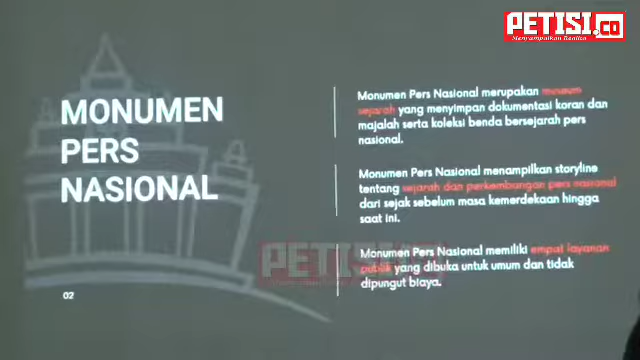 PETISI.CO
Menyampaikan Berita
MONUMEN
PERS
NASIONAL
Monumen Pers Nasional merupakan museum
sejarah yang menyimpan dokumentasi koran dan
majalah serta koleksi benda bersejarah pers
nasional.
Monumen Pers Nasional menampilkan storyline
tentang sejarah dan perkembangan pers nasional
dari sejak sebelum masa kemerdekaan hingga
saat ini.
Monumen Pers Nasional memiliki empat layanan
publik yang dibuka untuk umum dan tidak
dipungut biaya.
PETISI
02